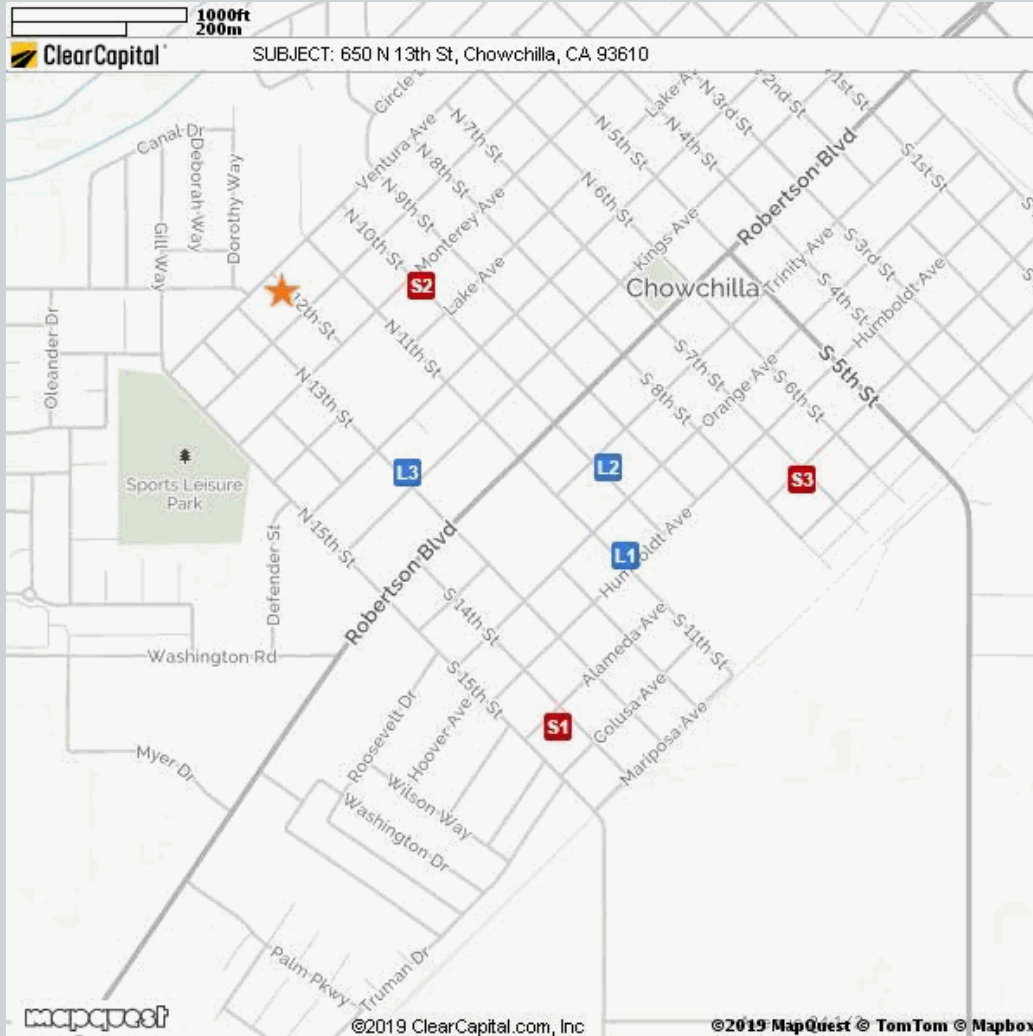 1000ft
200m
ClearCapital
SUBJECT: 650 N 13th St, Chowchilla, CA 93610
Circle
Lake A
N 3rd St
2nd St
1st St
Canal Dr
Deborah Way
Dorothy Way
Gill Way
Ventura Ave
N 7th St
N 8th St
N 9th St
N 10th St
Monterey Ave
Lake Ave
N 5th St
N 4th St
N 6th St
Kings Ave
Robertson Blvd
S 1st St
Chowchilla
Trinity Ave
S 3rd St
S 4th St
Humboldt Ave
S2
12th St
N 11th St
N 13th St
Oleander Dr
S 5th St
S 7th St
S 8th St
Orange Ave
S 6th St
Sports Leisure
Park
L3
L2
S3
N 15th St
Defender St
Robertson Blvd
L1
Humboldt Ave
S 14th St
S 11th St
Alameda Ave
Washington Rd
S 15th St
Colusa Ave
Mariposa Ave
S1
Roosevelt Dr
Hoover Ave
Myer Dr
Wilson Way
Washington Dr
Palm Pkwy
Truman Dr
mapquest
©2019 ClearCapital.com, Inc
©2019 MapQuest © TomTom © Mapbox